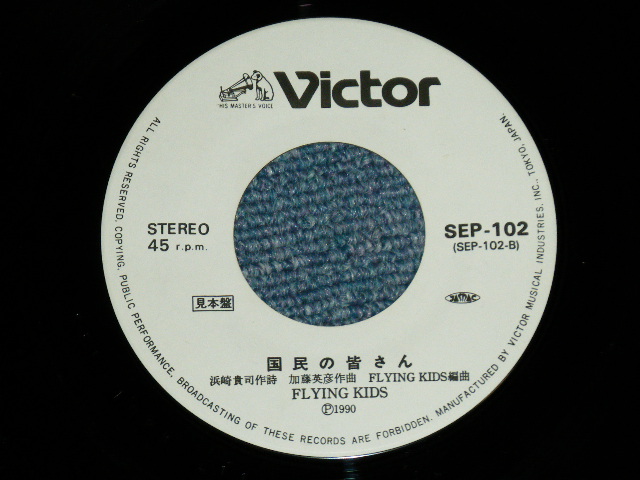 Victor
"HIS MASTER'S VOICE"
STEREO
45 r.p.m.
SEP-102
(SEP-102-B)
見本盤
国民の皆さん
浜崎貴司作詩 加藤英彦作曲 FLYING KIDS編曲
FLYING KIDS
Ⓟ1990
ALL RIGHTS RESERVED. COPYING, PUBLIC PERFORMANCE, BROADCASTING OF THESE RECORDS ARE FORBIDDEN. MANUFACTURED BY VICTOR MUSICAL INDUSTRIES, INC., TOKYO, JAPAN.